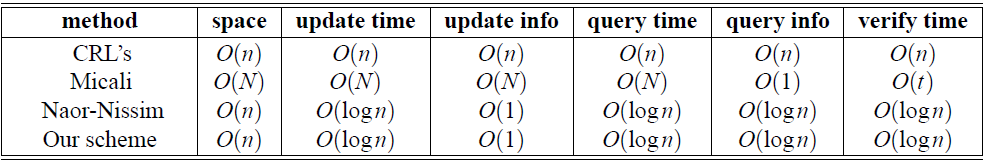 method space update time update info query time query info verify time
CRL's O(n) O(n) O(n) O(n) O(n) O(n)
Micali O(N) O(N) O(N) O(N) O(1) O(t)
Naor-Nissim O(n) O(log n) O(1) O(log n) O(log n) O(log n)
Our scheme O(n) O(log n) O(1) O(log n) O(log n) O(log n)